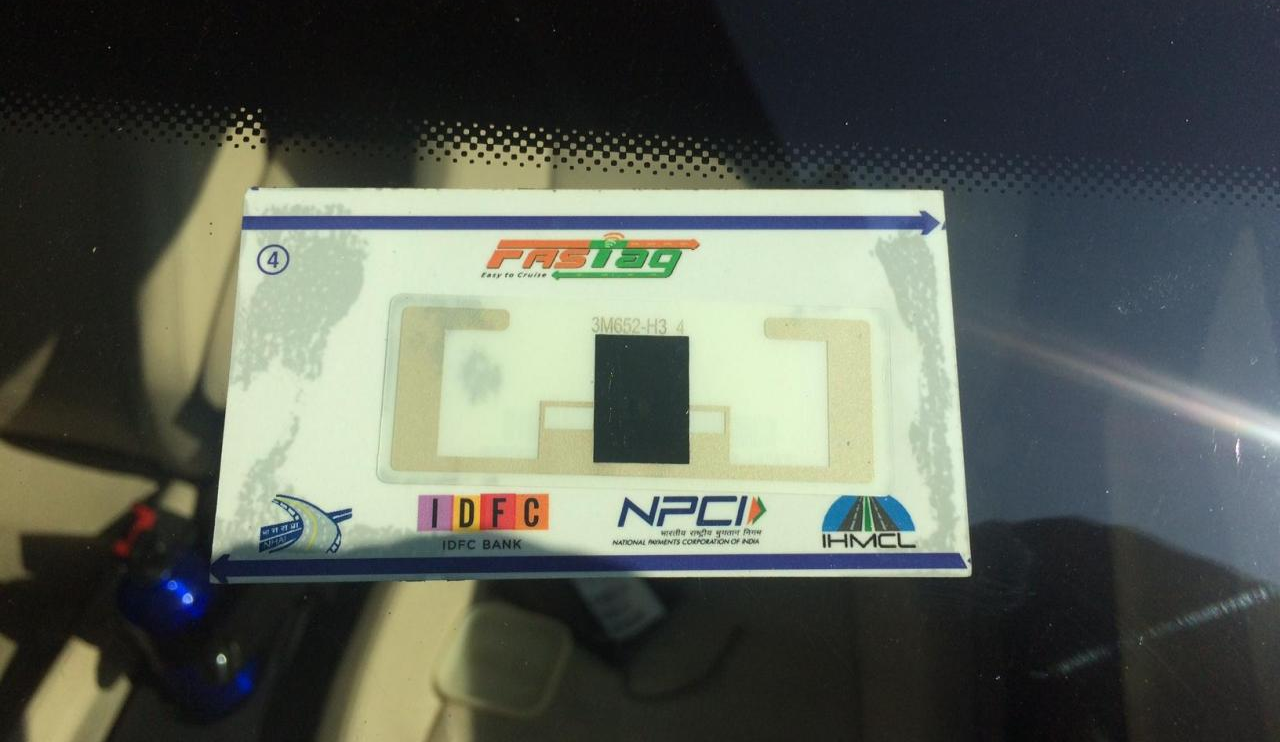 4
FASTag
Easy to Cruise
3M652-H3 4
भा रा रा प्रा
NHAI
IDFC
IDFC BANK
NPCI
भारतीय राष्ट्रीय भुगतान निगम
NATIONAL PAYMENTS CORPORATION OF INDIA
IHMCL